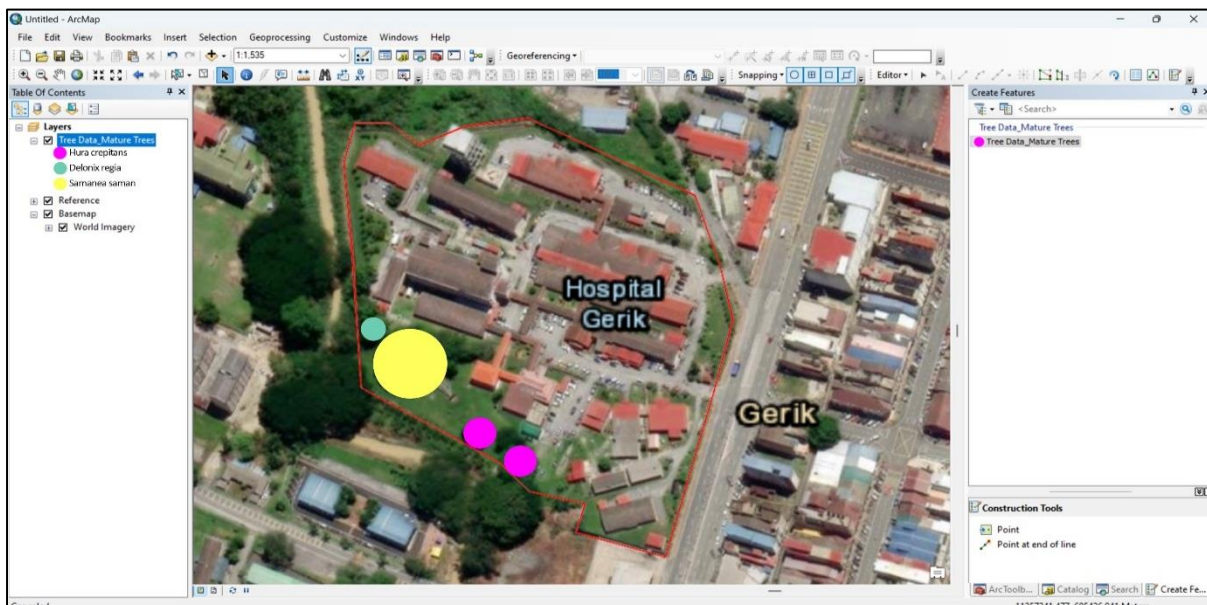 Untitled - ArcMap
File Edit View Bookmarks Insert Selection Geoprocessing Customize Windows Help
1:1,535
Georeferencing
Snapping
Editor
Table Of Contents
Layers
Tree Data_Mature Trees
Hura crepitans
Delonix regia
Samanea saman
Reference
Basemap
World Imagery
Hospital
Gerik
Gerik
Create Features
<Search>
Tree Data_Mature Trees
Tree Data_Mature Trees
Construction Tools
Point
Point at end of line
ArcToolb... Catalog Search Create Fe...